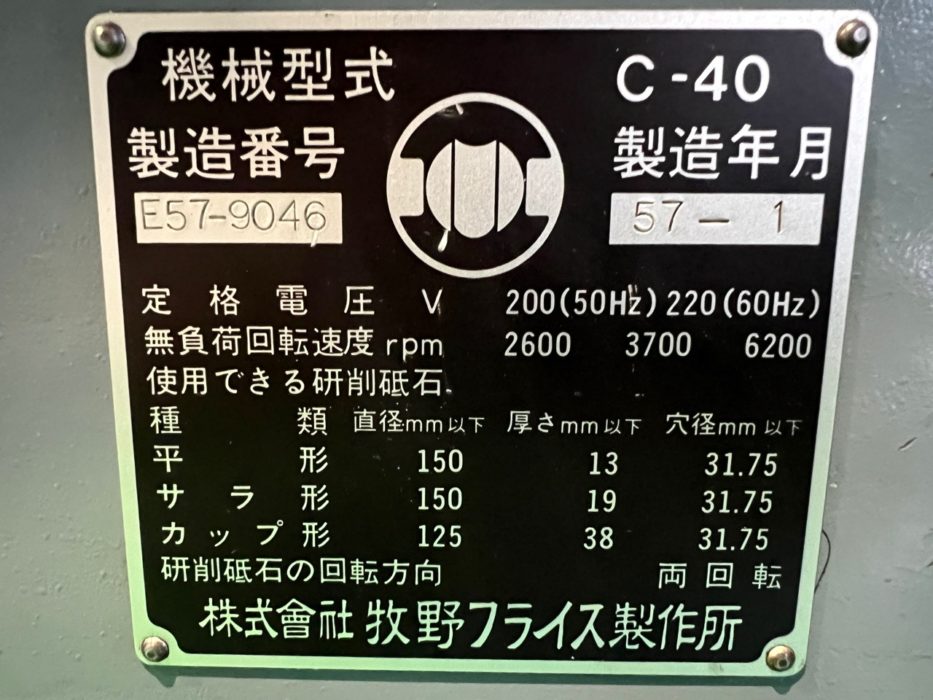 機械型式 C-40
製造番号 製造年月
E57-9046 57-1
定格電圧 V 200(50Hz) 220(60Hz)
無負荷回転速度rpm 2600 3700 6200
使用できる研削砥石
種類 直径mm以下 厚さmm以下 穴径mm以下
平形 150 13 31.75
サラ形 150 19 31.75
カップ形 125 38 31.75
研削砥石の回転方向 両回転
株式會社 牧野フライス製作所